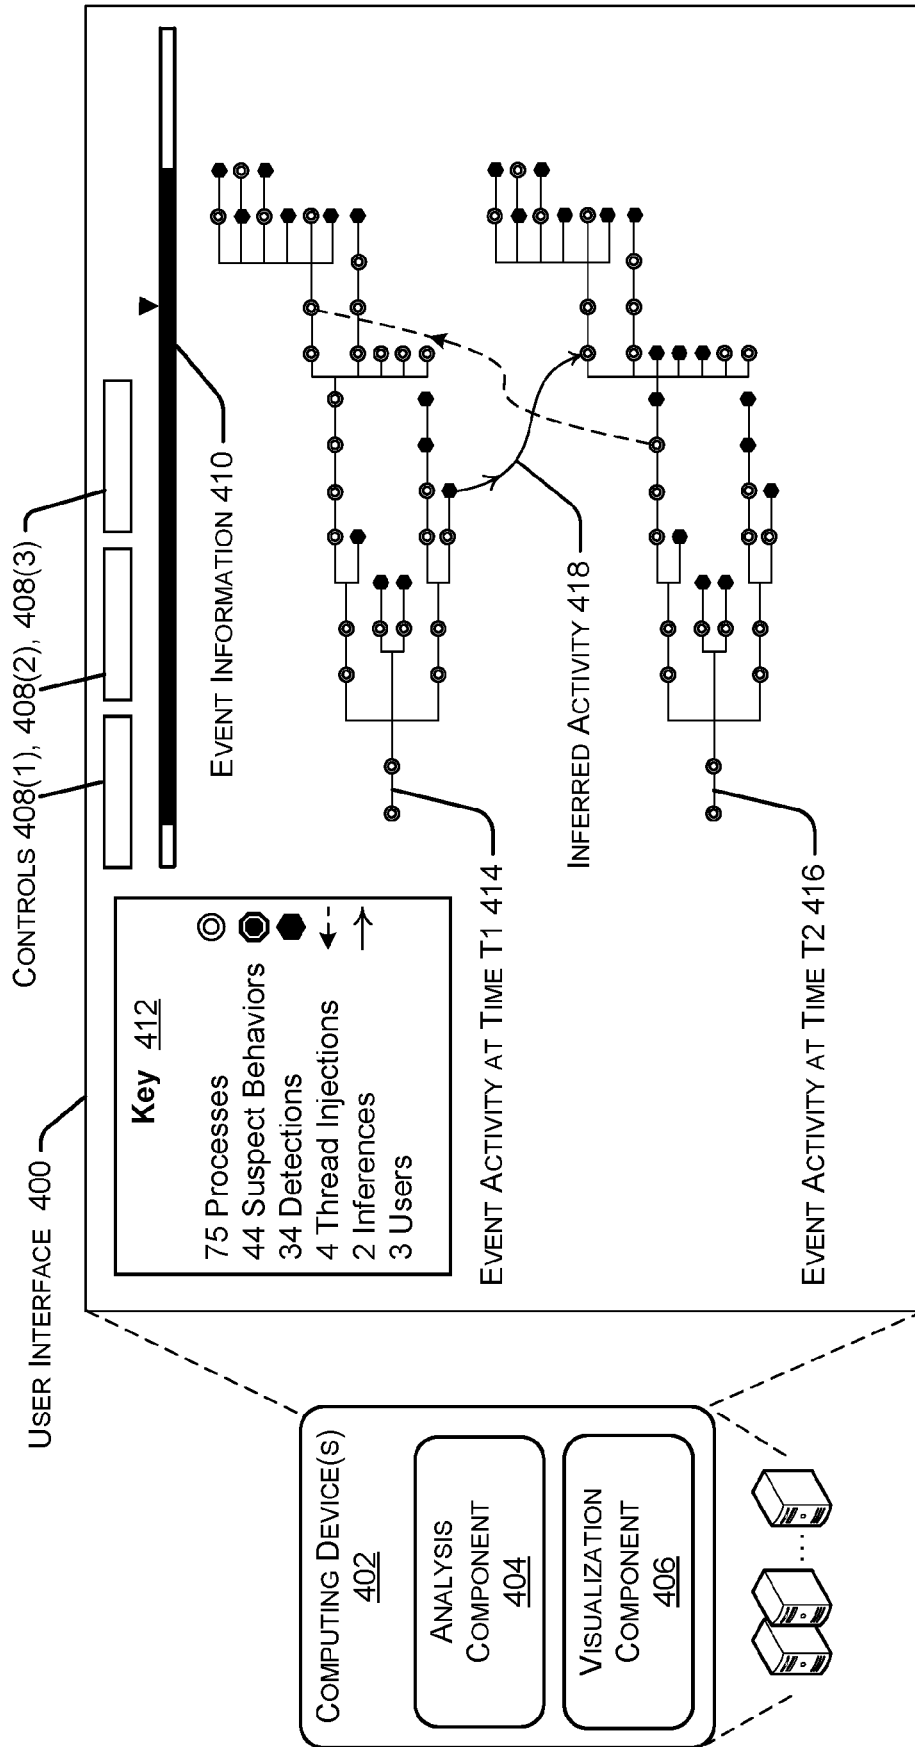 USER INTERFACE 400
CONTROLS 408(1), 408(2), 408(3)
COMPUTING DEVICE(S)
402
ANALYSIS
COMPONENT
404
VISUALIZATION
COMPONENT
406
Key 412
75 Processes
44 Suspect Behaviors
34 Detections
4 Thread Injections
2 Inferences
3 Users
EVENT INFORMATION 410
EVENT ACTIVITY AT TIME T1 414
INFERRED ACTIVITY 418
EVENT ACTIVITY AT TIME T2 416